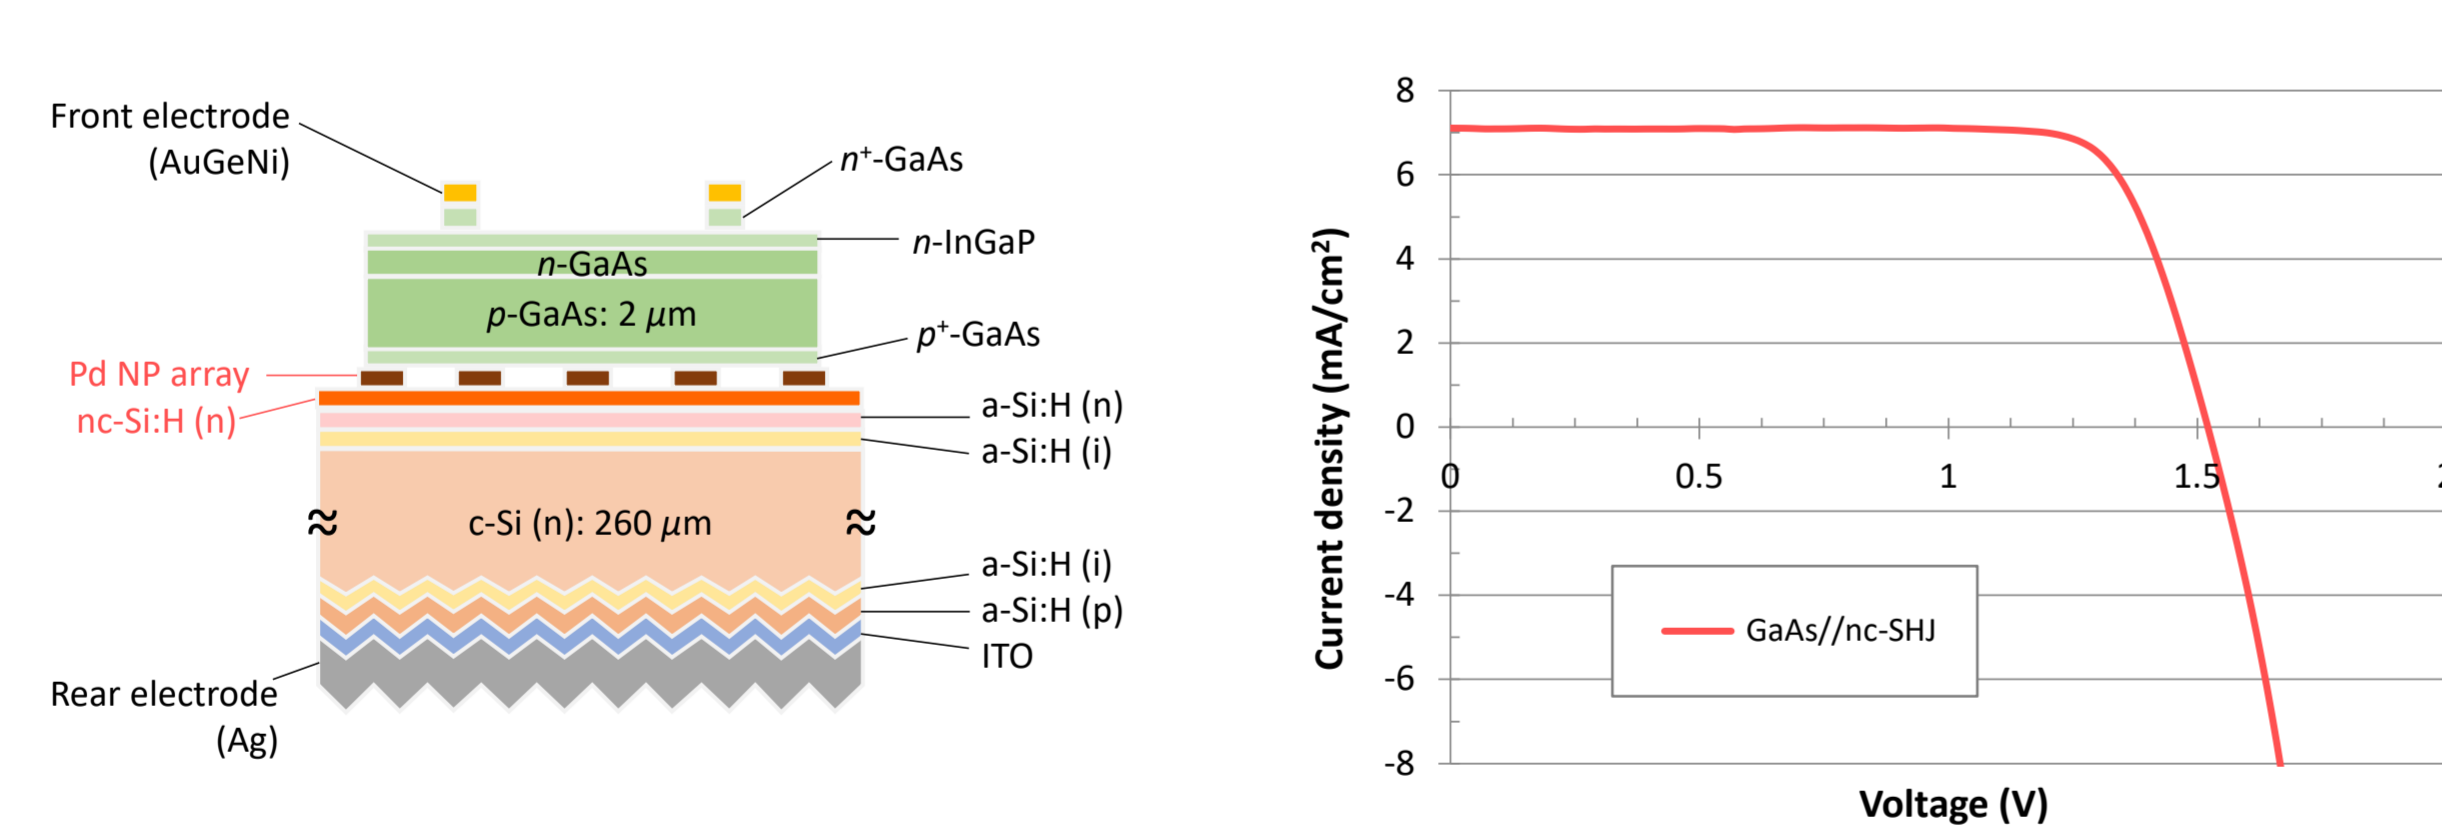 Front electrode
(AuGeNi)
n⁺-GaAs
n-InGaP
n-GaAs
p-GaAs: 2 μm
p⁺-GaAs
Pd NP array
nc-Si:H (n)
a-Si:H (n)
a-Si:H (i)
c-Si (n): 260 μm
≈
≈
a-Si:H (i)
a-Si:H (p)
ITO
Rear electrode
(Ag)
Current density (mA/cm²)
8
6
4
2
0
-2
-4
-6
-8
0
0.5
1
1.5
GaAs//nc-SHJ
Voltage (V)